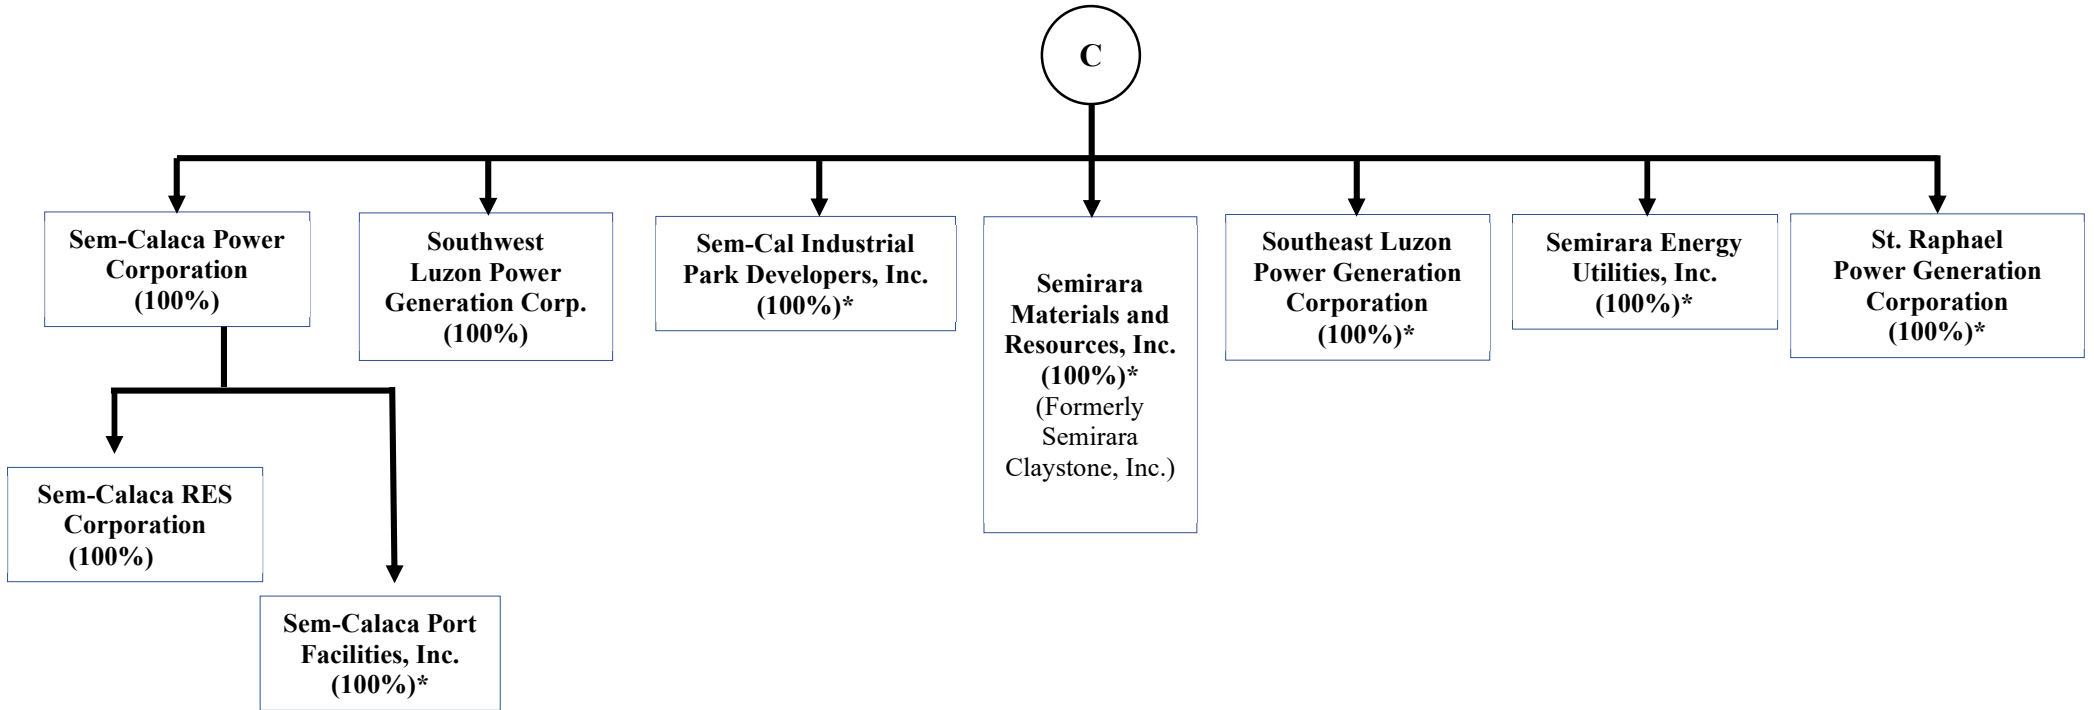 C
Sem-Calaca Power
Corporation
(100%)
Southwest
Luzon Power
Generation Corp.
(100%)
Sem-Cal Industrial
Park Developers, Inc.
(100%)*
Semirara
Materials and
Resources, Inc.
(100%)*
(Formerly
Semirara
Claystone, Inc.)
Southeast Luzon
Power Generation
Corporation
(100%)*
Semirara Energy
Utilities, Inc.
(100%)*
St. Raphael
Power Generation
Corporation
(100%)*
Sem-Calaca RES
Corporation
(100%)
Sem-Calaca Port
Facilities, Inc.
(100%)*